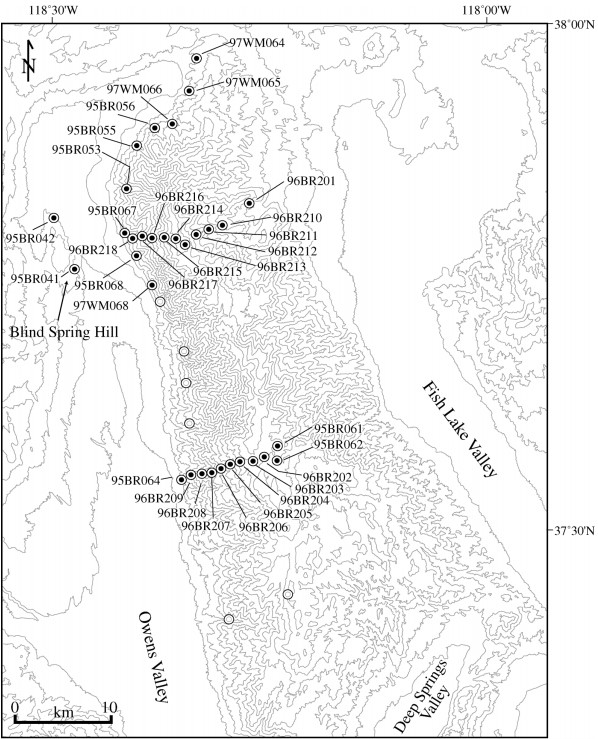 118°30'W
118°00'W
38°00'N
N
97WM064
97WM065
97WM066
95BR056
95BR055
95BR053
96BR201
96BR216
96BR214
95BR067
96BR210
96BR211
95BR042
96BR218
96BR212
96BR213
95BR041
95BR068
96BR215
96BR217
97WM068
Blind Spring Hill
Fish Lake Valley
95BR061
95BR062
95BR064
96BR202
96BR209
96BR203
96BR204
96BR208
96BR205
96BR207
96BR206
37°30'N
Owens Valley
Deep Springs
Valley
0
10
km